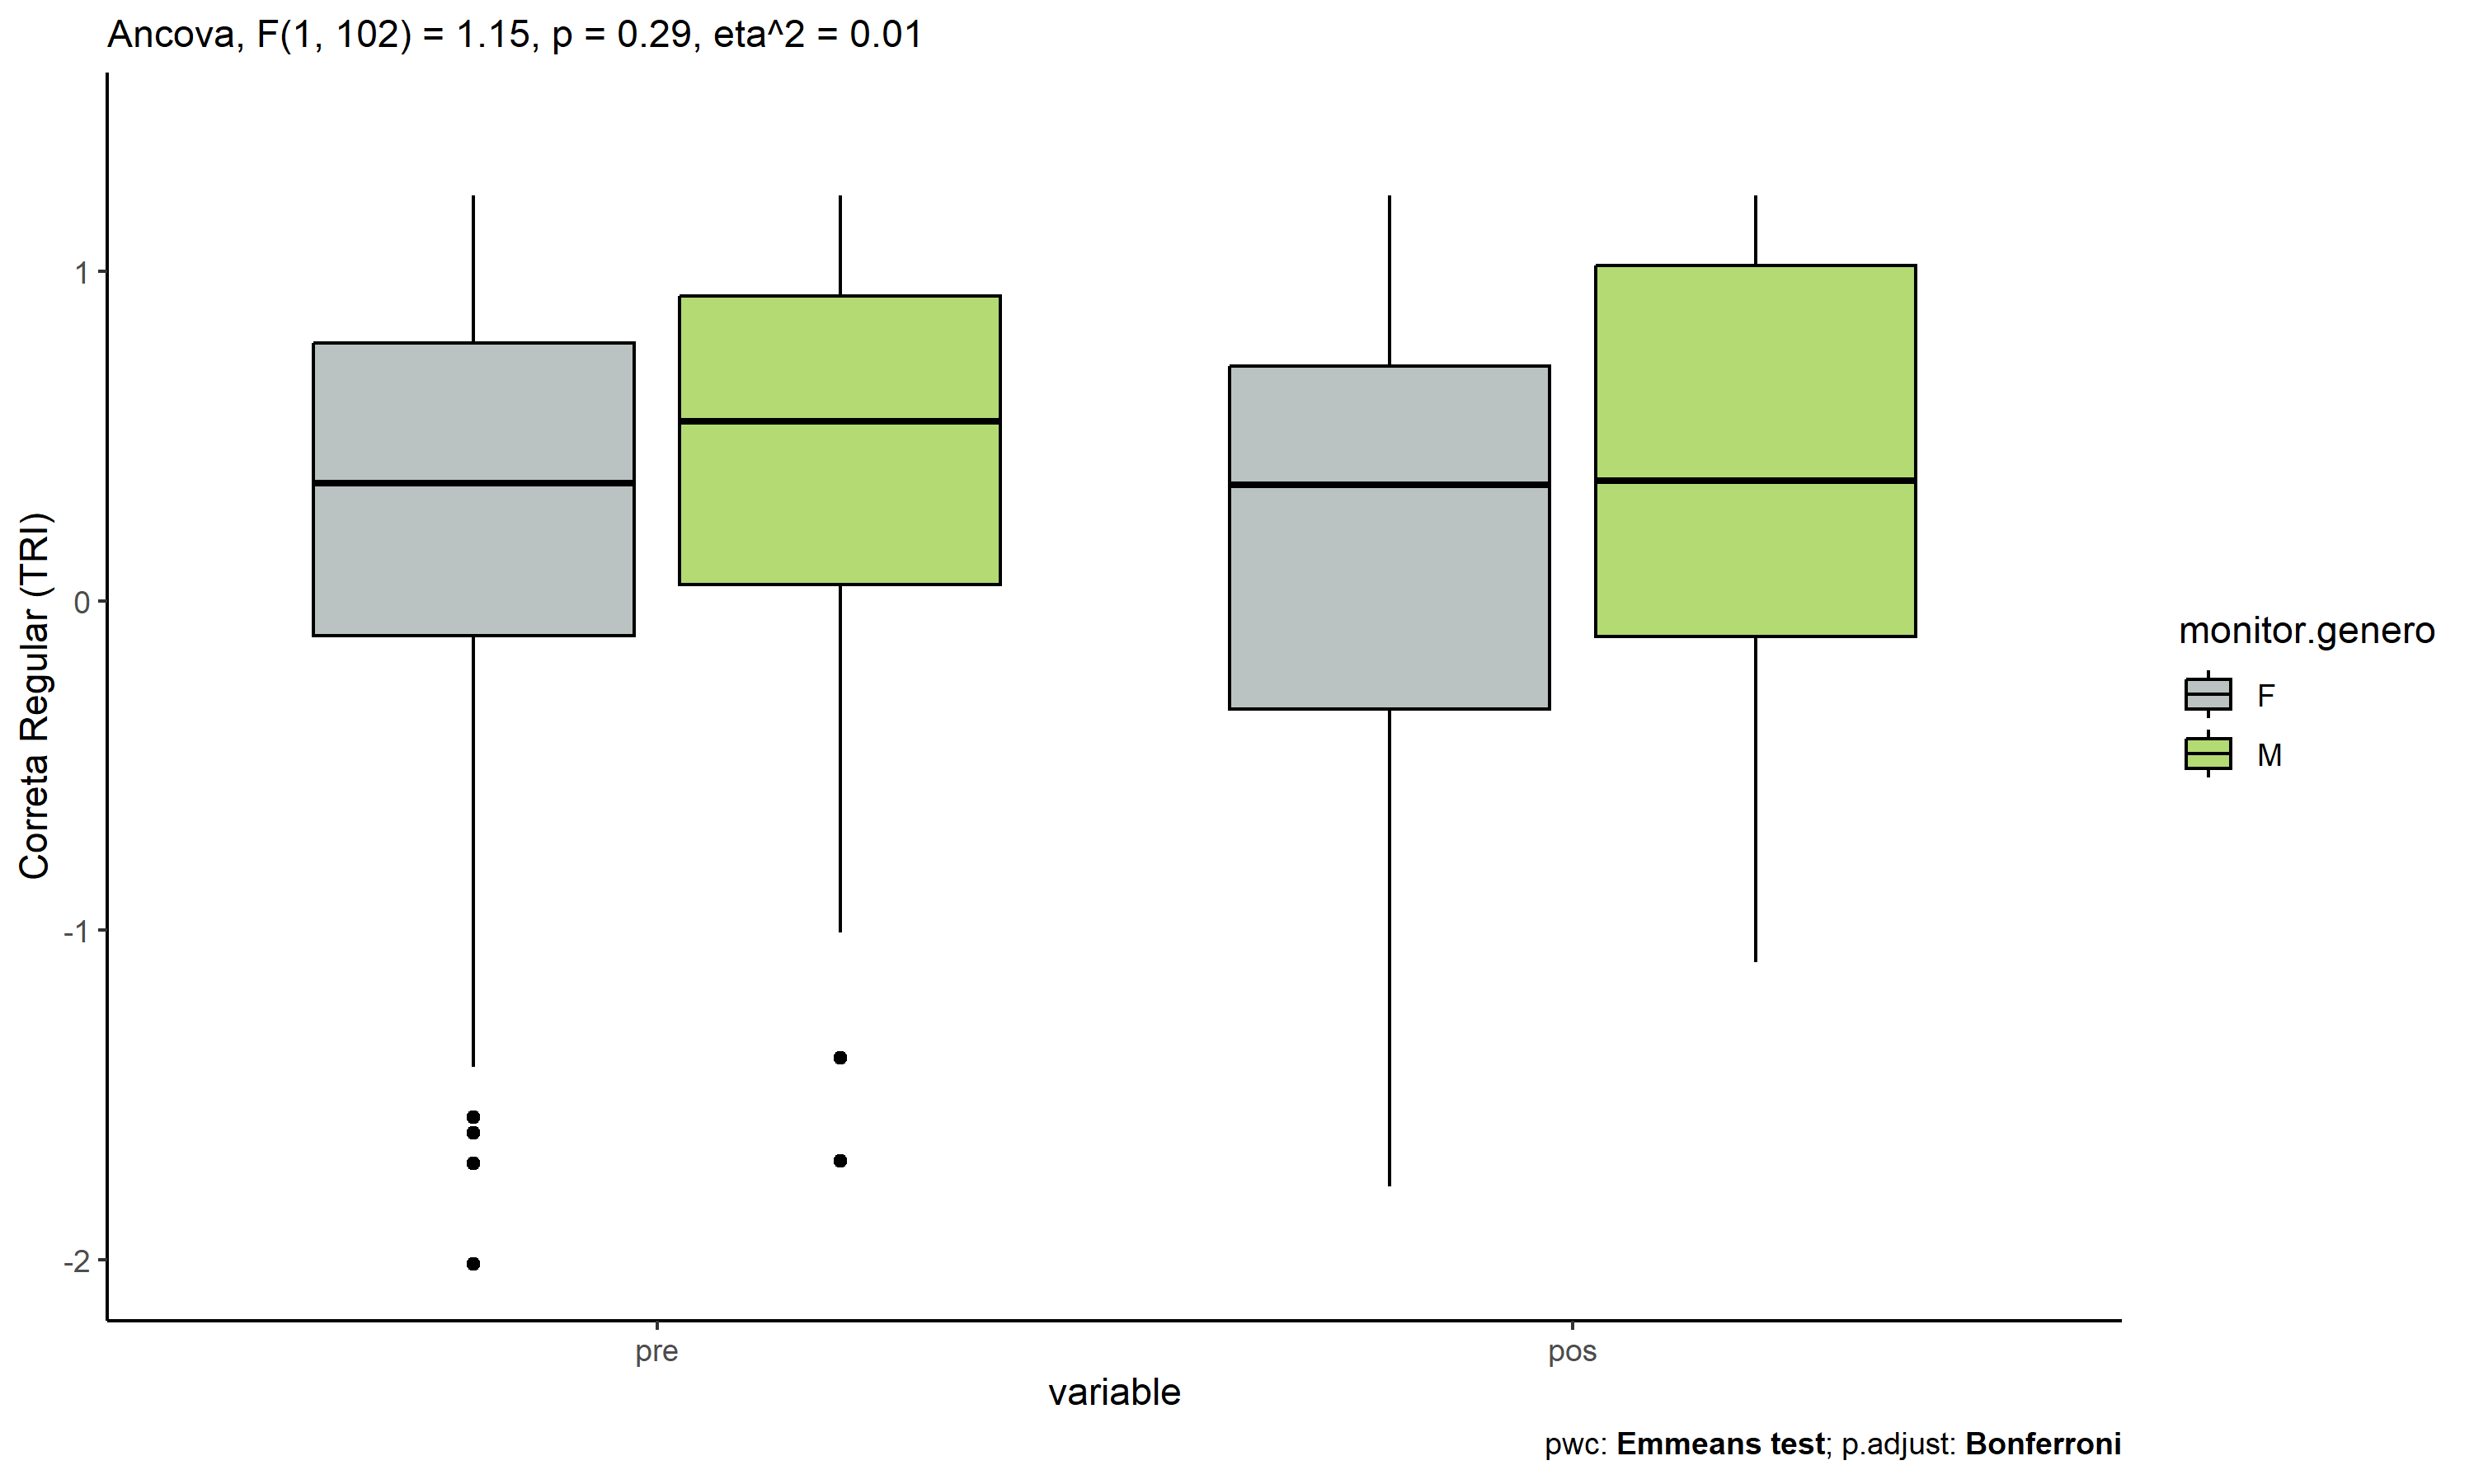 Ancova, F(1, 102) = 1.15, p = 0.29, eta^2 = 0.01
Correta Regular (TRI)
1
0
-1
-2
pre
pos
variable
monitor.genero
F
M
pwc: Emmeans test; p.adjust: Bonferroni